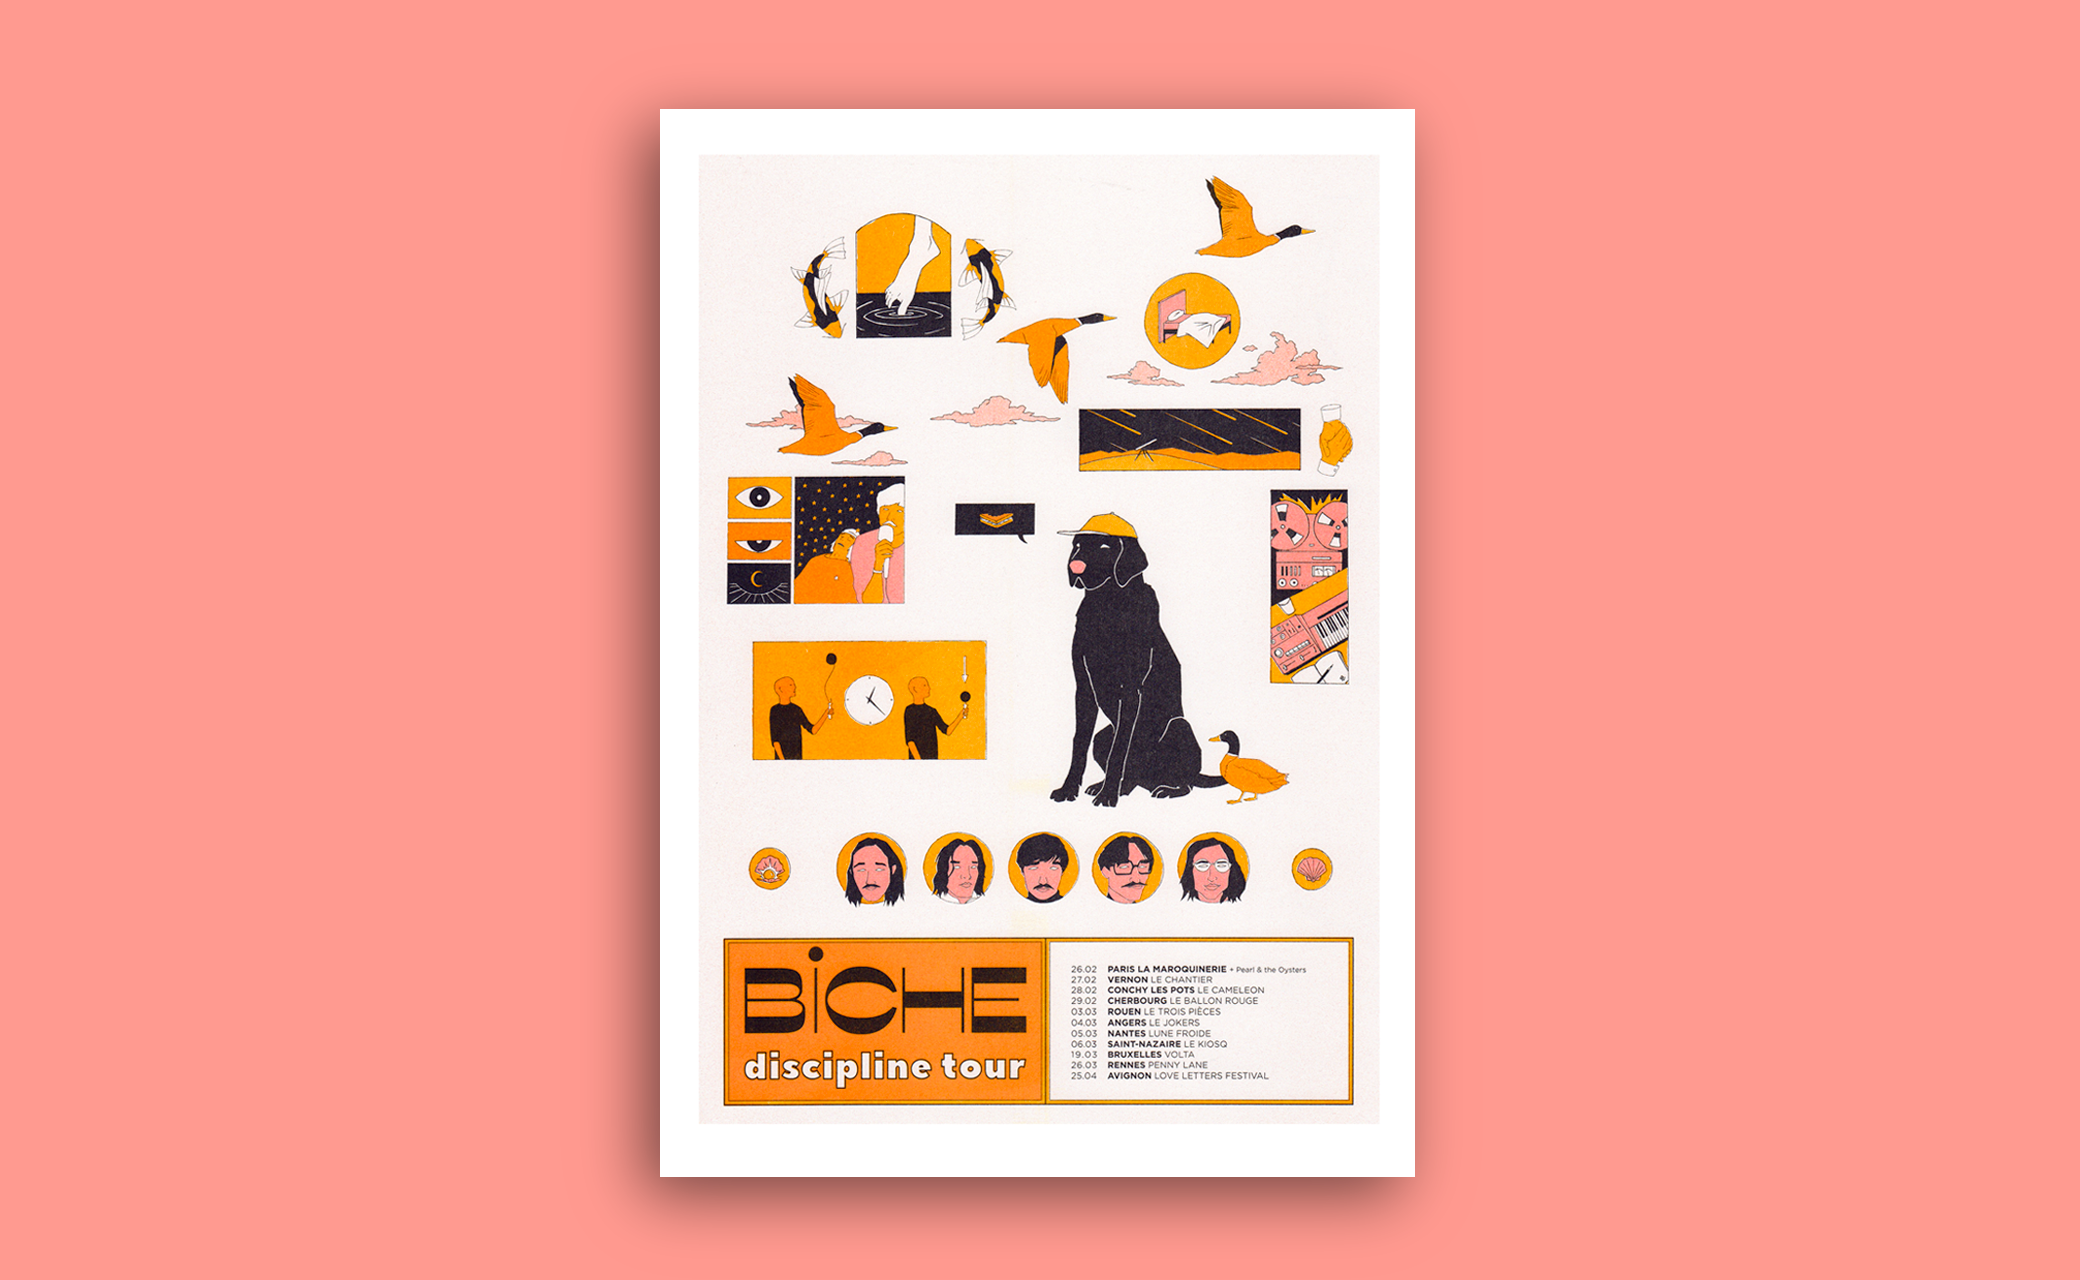 BiCHE
discipline tour
26.02 PARIS LA MAROQUINERIE + Pearl & the Oysters
27.02 VERNON LE CHANTIER
28.02 CONCHY LES POTS LE CAMELEON
29.02 CHERBOURG LE BALLON ROUGE
03.03 ROUEN LE TROIS PIÈCES
04.03 ANGERS LE JOKERS
05.03 NANTES LUNE FROIDE
06.03 SAINT-NAZAIRE LE KIOSQ
19.03 BRUXELLES VOLTA
26.03 RENNES PENNY LANE
25.04 AVIGNON LOVE LETTERS FESTIVAL